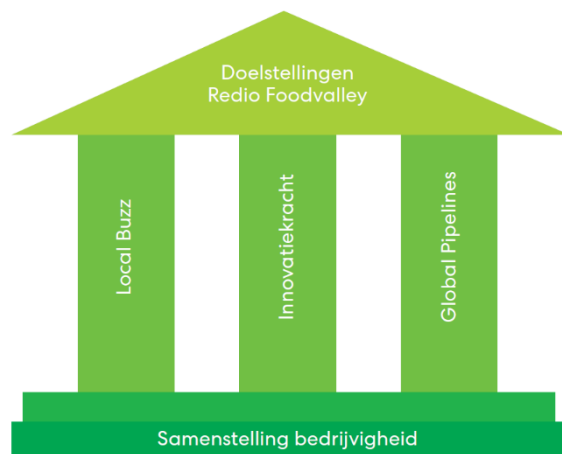 Doelstellingen
Redio Foodvalley
Local Buzz
Innovatiekracht
Global Pipelines
Samenstelling bedrijvigheid